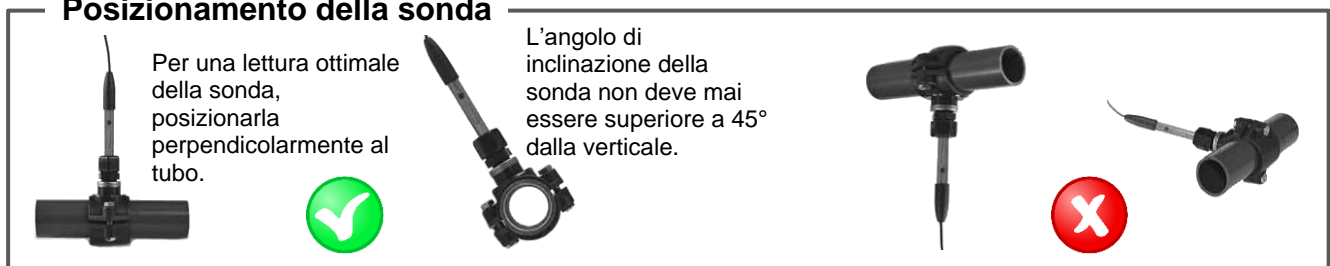 Posizionamento della sonda
Per una lettura ottimale
della sonda,
posizionarla
perpendicolarmente al
tubo.
L'angolo di
inclinazione della
sonda non deve mai
essere superiore a 45°
dalla verticale.